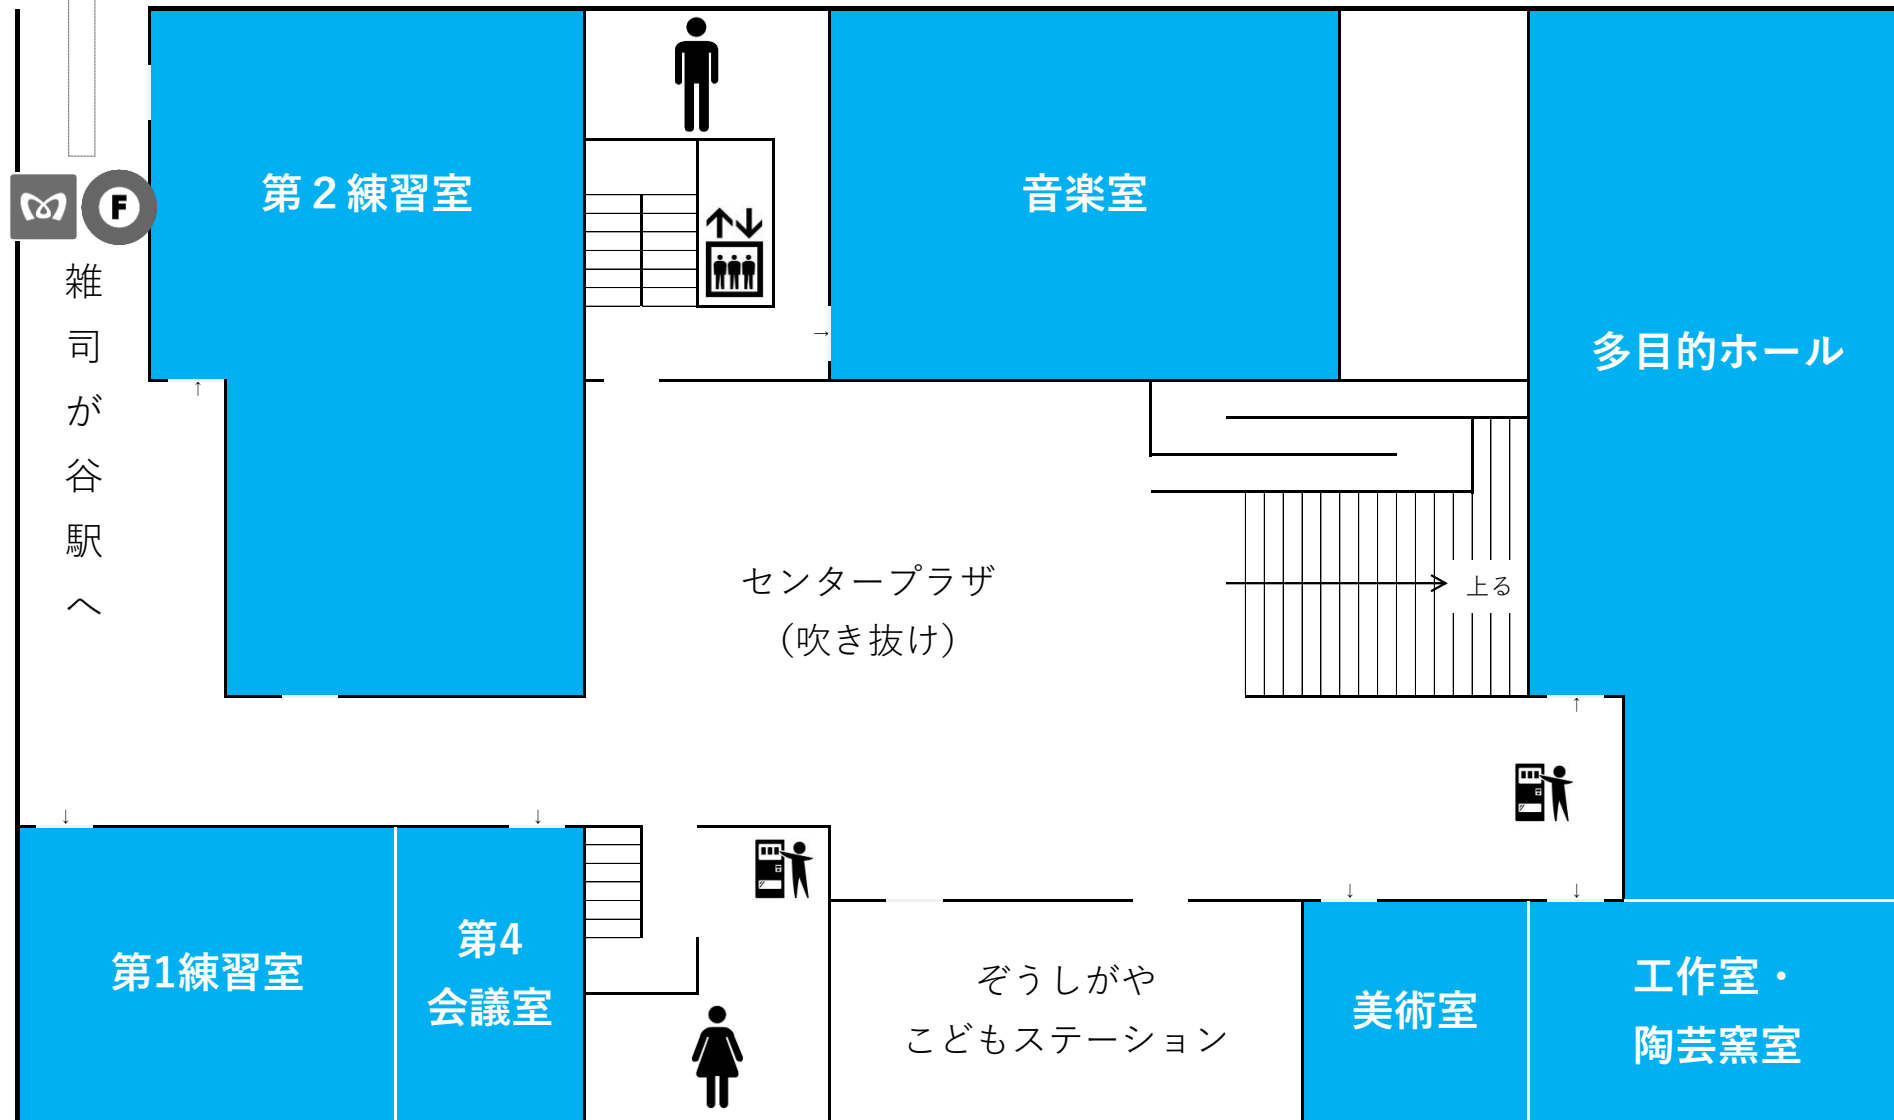 第２練習室
音楽室
多目的ホール
F
雑司が谷駅へ
センタープラザ
（吹き抜け）
上る
第1練習室
第4
会議室
ぞうしがや
こどもステーション
美術室
工作室・
陶芸窯室